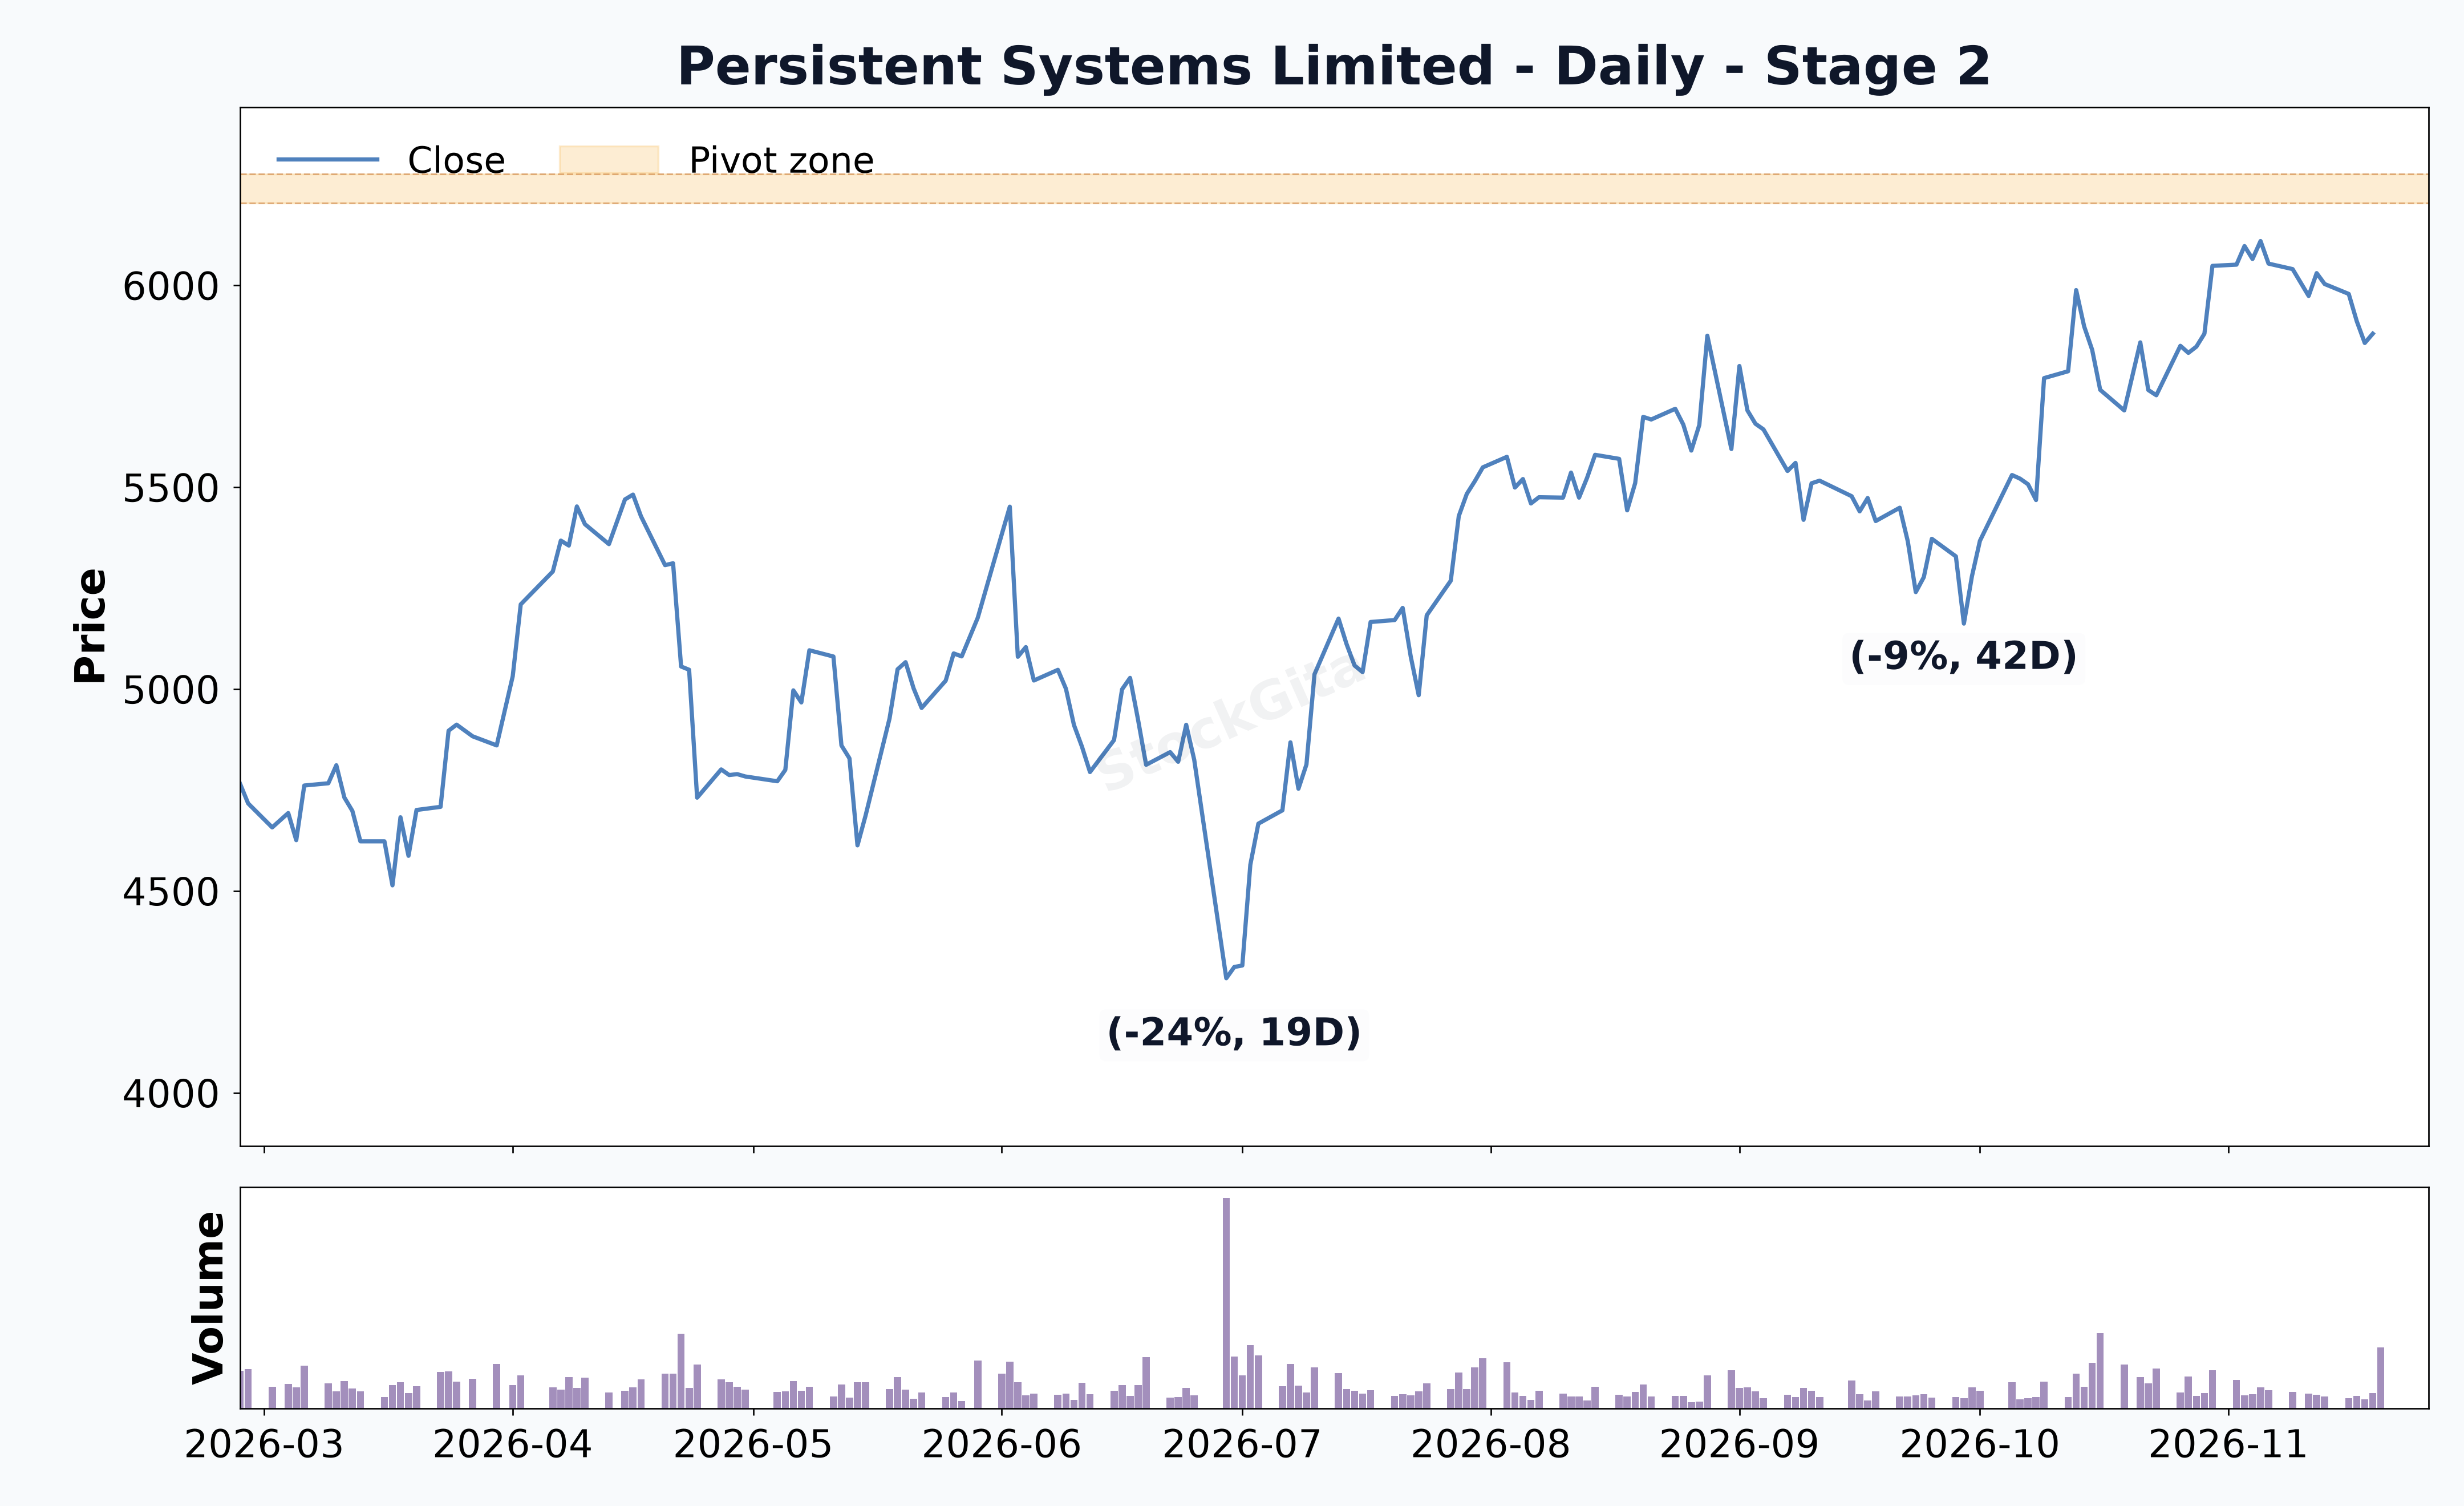 Persistent Systems Limited - Daily - Stage 2
Close
Pivot zone
Price
6000
5500
5000
4500
4000
StockGita
(-9%, 42D)
(-24%, 19D)
Volume
2026-03
2026-04
2026-05
2026-06
2026-07
2026-08
2026-09
2026-10
2026-11